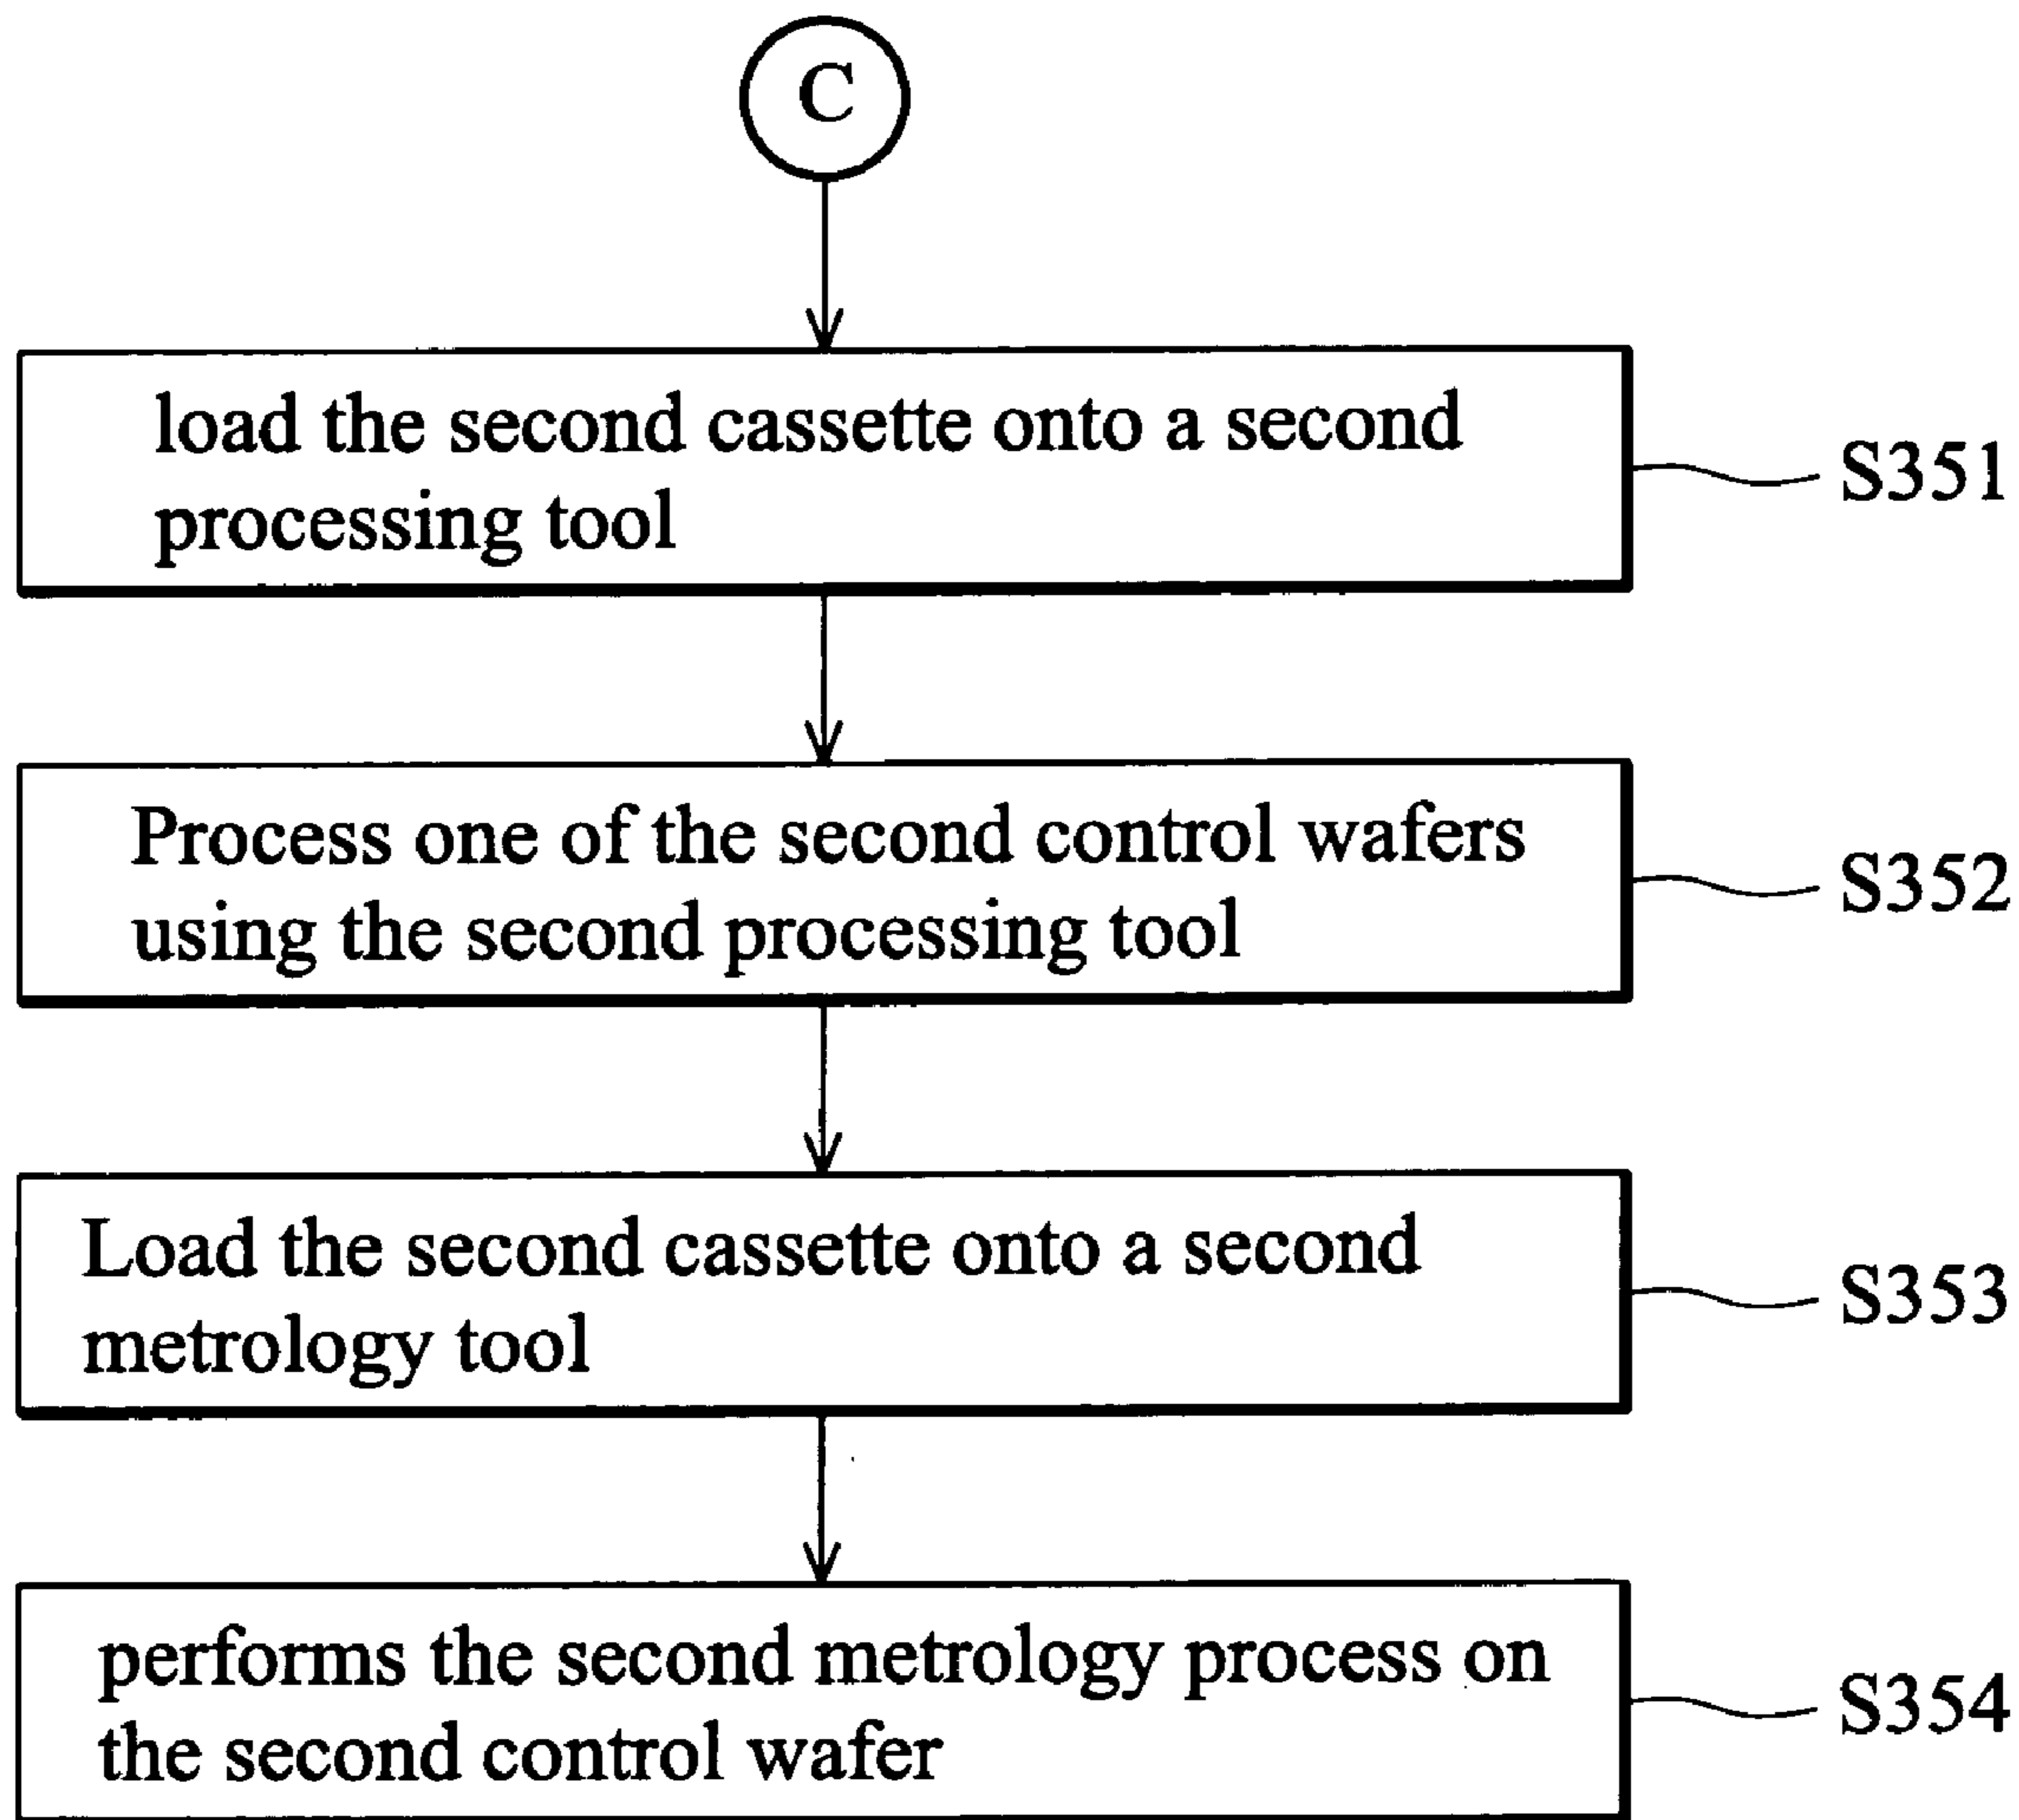 C
load the second cassette onto a second
processing tool
S351
Process one of the second control wafers
using the second processing tool
S352
Load the second cassette onto a second
metrology tool
S353
performs the second metrology process on
the second control wafer
S354